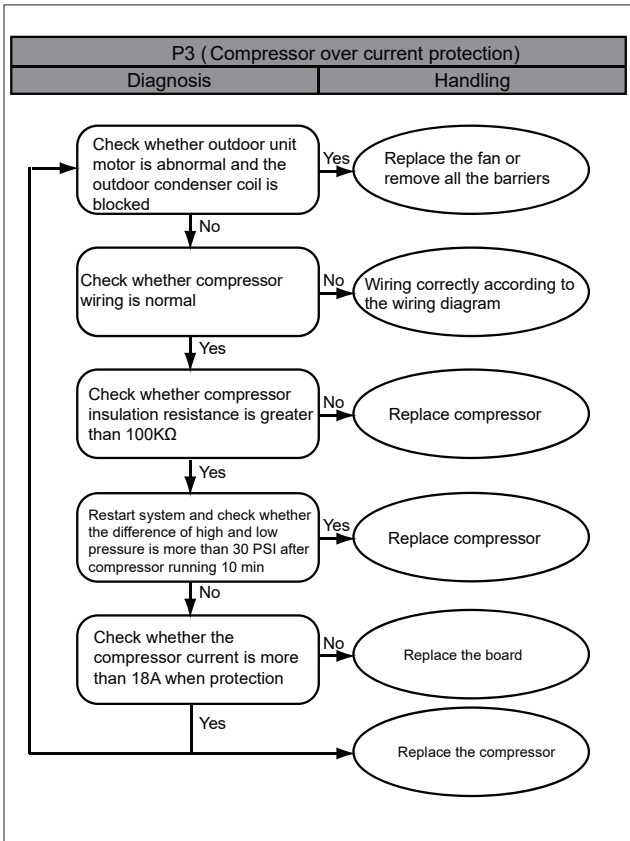 P3 ( Compressor over current protection)
Diagnosis
Handling
Check whether outdoor unit
motor is abnormal and the
outdoor condenser coil is
blocked
Yes
Replace the fan or
remove all the barriers
No
Check whether compressor
wiring is normal
No
Wiring correctly according to
the wiring diagram
Yes
Check whether compressor
insulation resistance is greater
than 100KΩ
No
Replace compressor
Yes
Restart system and check whether
the difference of high and low
pressure is more than 30 PSI after
compressor running 10 min
Yes
Replace compressor
No
Check whether the
compressor current is more
than 18A when protection
No
Replace the board
Yes
Replace the compressor